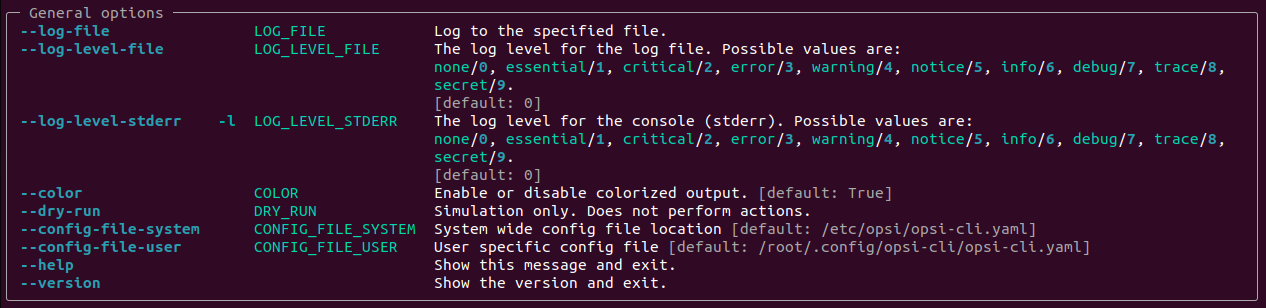 General options
--log-file LOG_FILE Log to the specified file.
--log-level-file LOG_LEVEL_FILE The log level for the log file. Possible values are:
none/0, essential/1, critical/2, error/3, warning/4, notice/5, info/6, debug/7, trace/8,
secret/9.
[default: 0]
--log-level-stderr -l LOG_LEVEL_STDERR The log level for the console (stderr). Possible values are:
none/0, essential/1, critical/2, error/3, warning/4, notice/5, info/6, debug/7, trace/8,
secret/9.
[default: 0]
--color COLOR Enable or disable colorized output. [default: True]
--dry-run DRY_RUN Simulation only. Does not perform actions.
--config-file-system CONFIG_FILE_SYSTEM System wide config file location [default: /etc/opsi/opsi-cli.yaml]
--config-file-user CONFIG_FILE_USER User specific config file [default: /root/.config/opsi-cli/opsi-cli.yaml]
--help Show this message and exit.
--version Show the version and exit.